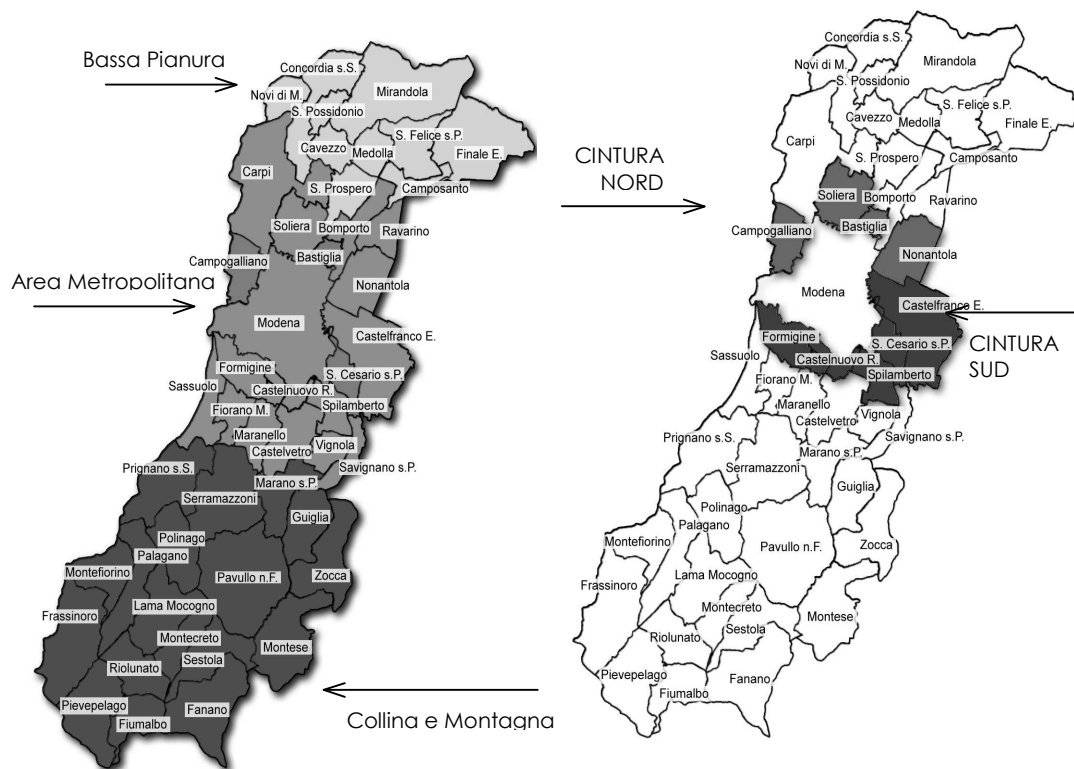 Bassa Pianura
Concordia s.S.
Novi di M.
Mirandola
S. Possidonio
S. Felice s.P.
Cavezzo
Medolla
Finale E.
Carpi
S. Prospero
Camposanto
Soliera
Bomporto
Ravarino
Bastiglia
Campogalliano
Nonantola
Area Metropolitana
Modena
Castelfranco E.
Formigine
S. Cesario s.P.
Sassuolo
Castelnuovo R.
Spilamberto
Fiorano M.
Maranello
Vignola
Castelvetro
Savignano s.P.
Prignano s.S.
Marano s.P.
Serramazzoni
Guiglia
Polinago
Palagano
Montefiorino
Pavullo n.F.
Zocca
Frassinoro
Lama Mocogno
Montecreto
Montese
Sestola
Riolunato
Pievepelago
Fanano
Fiumalbo
Collina e Montagna
Concordia s.S.
Novi di M.
Mirandola
S. Possidonio
S. Felice s.P.
Cavezzo
Medolla
Finale E.
Carpi
S. Prospero
Camposanto
CINTURA
NORD
Soliera
Bomporto
Ravarino
Bastiglia
Campogalliano
Nonantola
Modena
Castelfranco E.
Formigine
S. Cesario s.P.
CINTURA
SUD
Sassuolo
Castelnuovo R.
Spilamberto
Fiorano M.
Maranello
Vignola
Castelvetro
Savignano s.P.
Prignano s.S.
Marano s.P.
Serramazzoni
Guiglia
Polinago
Palagano
Montefiorino
Pavullo n.F.
Zocca
Frassinoro
Lama Mocogno
Montecreto
Montese
Sestola
Riolunato
Pievepelago
Fanano
Fiumalbo